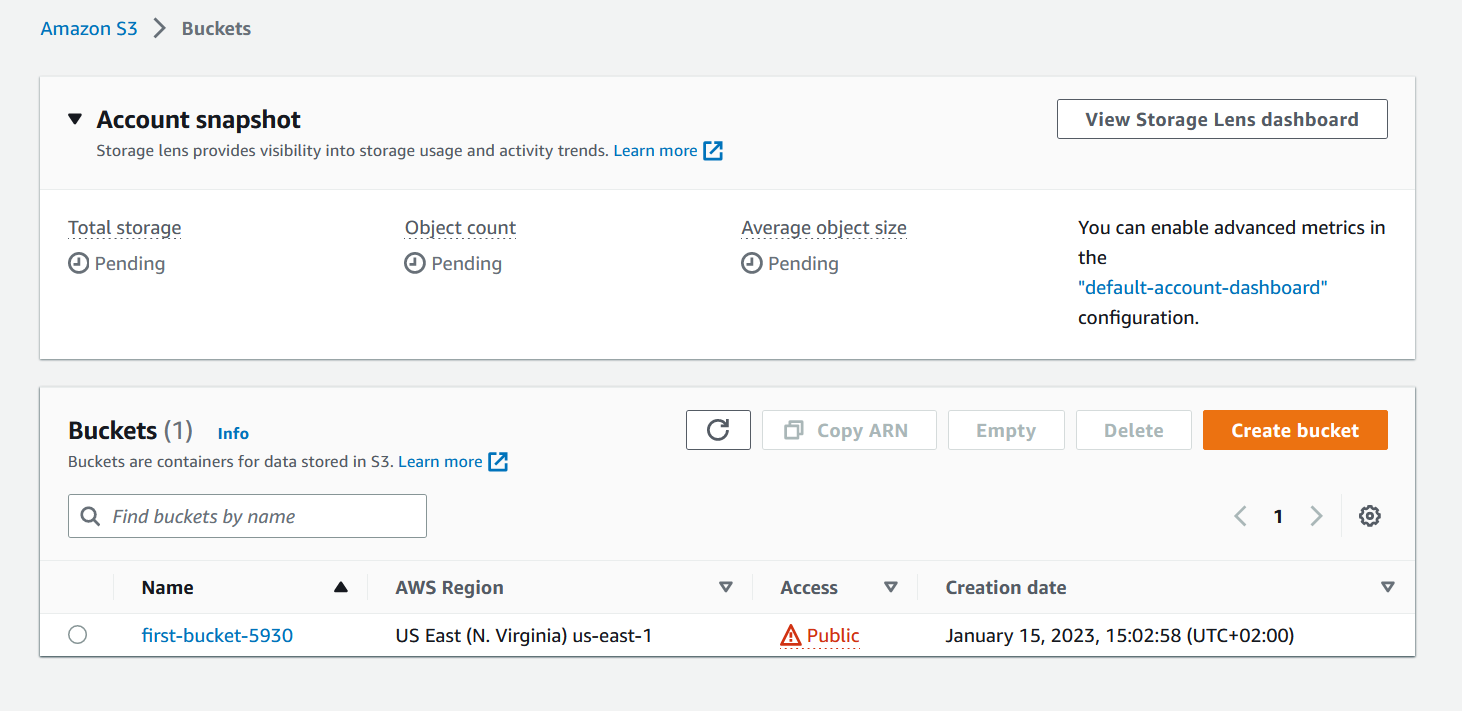 Amazon S3 Buckets
Account snapshot
View Storage Lens dashboard
Storage lens provides visibility into storage usage and activity trends. Learn more
Total storage
Pending
Object count
Pending
Average object size
Pending
You can enable advanced metrics in
the
"default-account-dashboard"
configuration.
Buckets (1) Info
Copy ARN
Empty
Delete
Create bucket
Buckets are containers for data stored in S3. Learn more
Find buckets by name
1
Name AWS Region Access Creation date
first-bucket-5930 US East (N. Virginia) us-east-1 Public January 15, 2023, 15:02:58 (UTC+02:00)